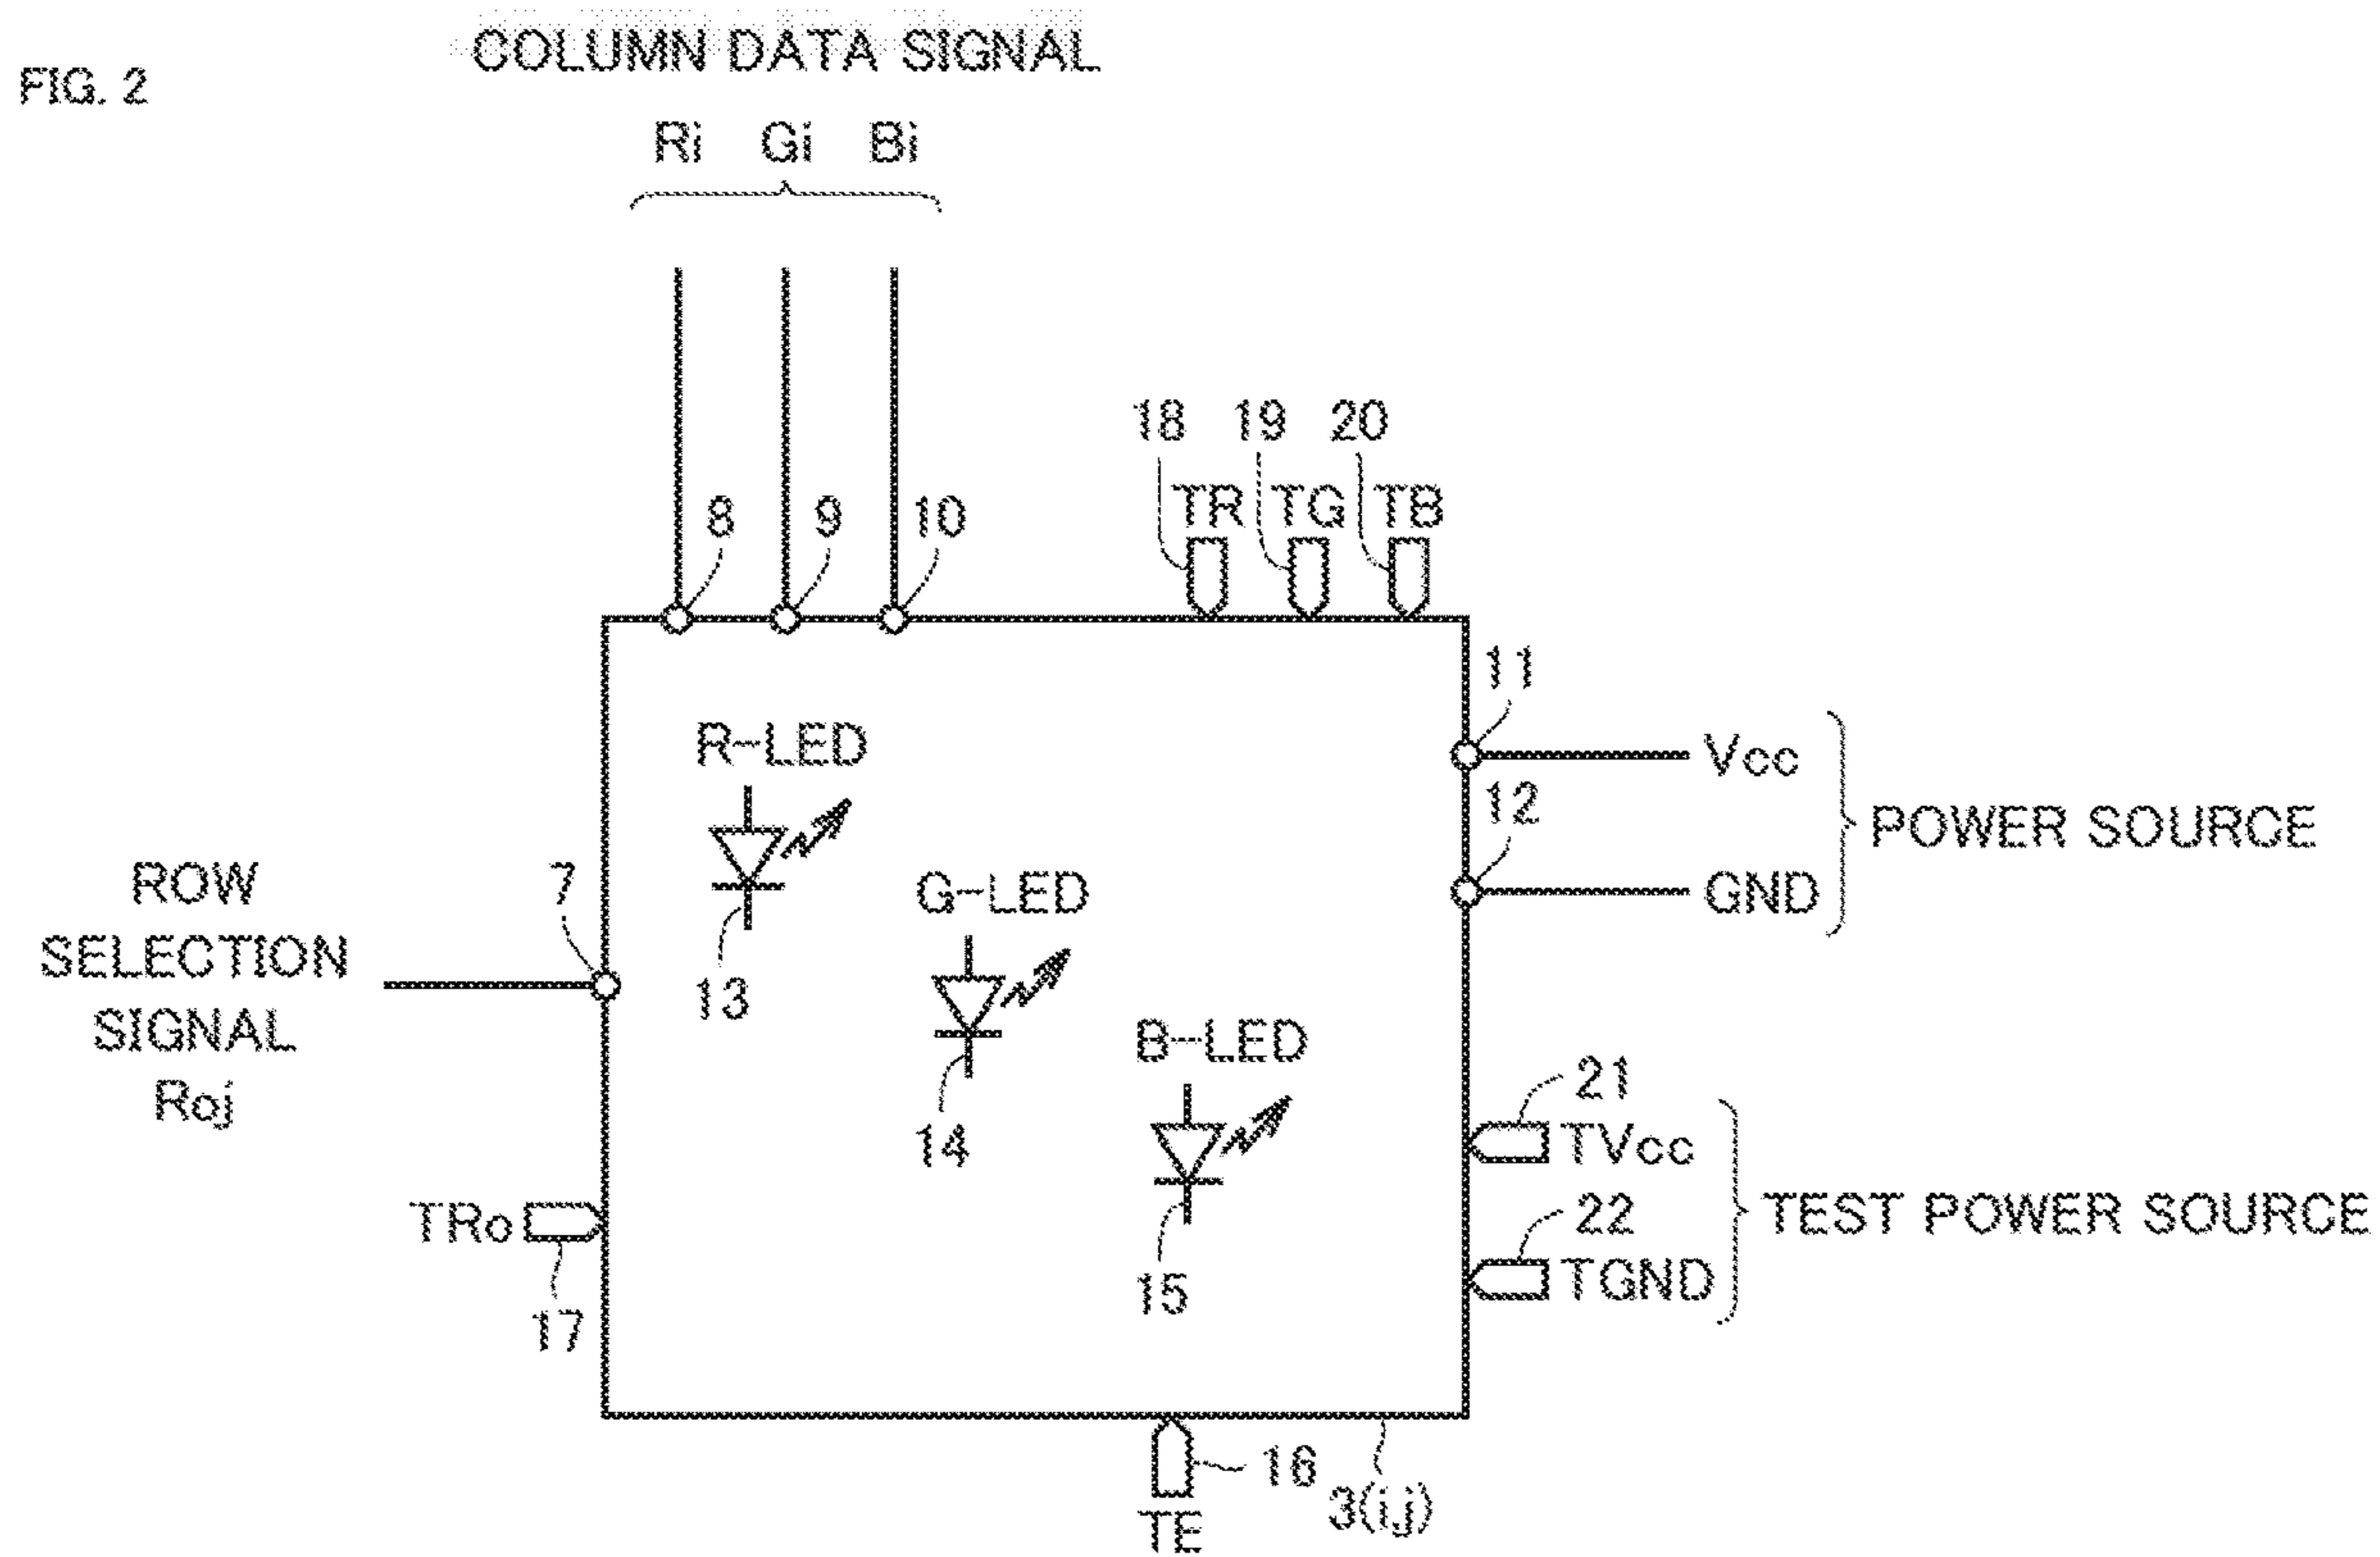 COLUMN DATA SIGNAL
FIG. 2
Ri Gi Bi
18 19 20
TR TG TB
8 9 10
11
Vcc
12
POWER SOURCE
GND
R-LED
13
G-LED
14
B-LED
15
ROW
SELECTION
SIGNAL
Roj
7
21
TVcc
22
TEST POWER SOURCE
TGND
TRo
17
16
3(ij)
TE